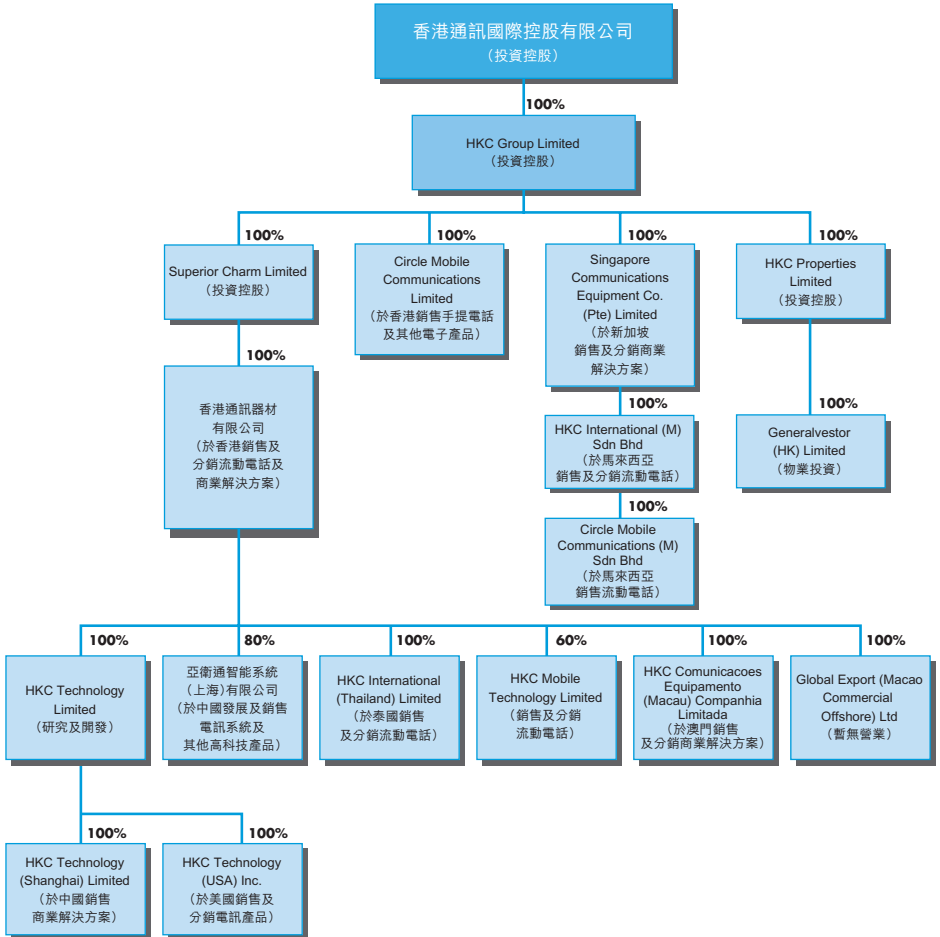 香港通訊國際控股有限公司
（投資控股）
100%
HKC Group Limited
（投資控股）
100%
Superior Charm Limited
（投資控股）
100%
Circle Mobile
Communications
Limited
（於香港銷售手提電話
及其他電子產品）
100%
Singapore
Communications
Equipment Co.
(Pte) Limited
（於新加坡
銷售及分銷商業
解決方案）
100%
HKC Properties
Limited
（投資控股）
100%
香港通訊器材
有限公司
（於香港銷售及
分銷流動電話及
商業解決方案）
100%
HKC International (M)
Sdn Bhd
（於馬來西亞
銷售及分銷流動電話）
100%
Generalvestor
(HK) Limited
（物業投資）
100%
Circle Mobile
Communications (M)
Sdn Bhd
（於馬來西亞
銷售流動電話）
100%
HKC Technology
Limited
（研究及開發）
80%
亞衛通智能系統
（上海）有限公司
（於中國發展及銷售
電訊系統及
其他高科技產品）
100%
HKC International
(Thailand) Limited
（於泰國銷售
及分銷流動電話）
60%
HKC Mobile
Technology Limited
（銷售及分銷
流動電話）
100%
HKC Comunicacoes
Equipamento
(Macau) Companhia
Limitada
（於澳門銷售
及分銷商業解決方案）
100%
Global Export (Macao
Commercial
Offshore) Ltd
（暫無營業）
100%
HKC Technology
(Shanghai) Limited
（於中國銷售
商業解決方案）
100%
HKC Technology
(USA) Inc.
（於美國銷售及
分銷電訊產品）